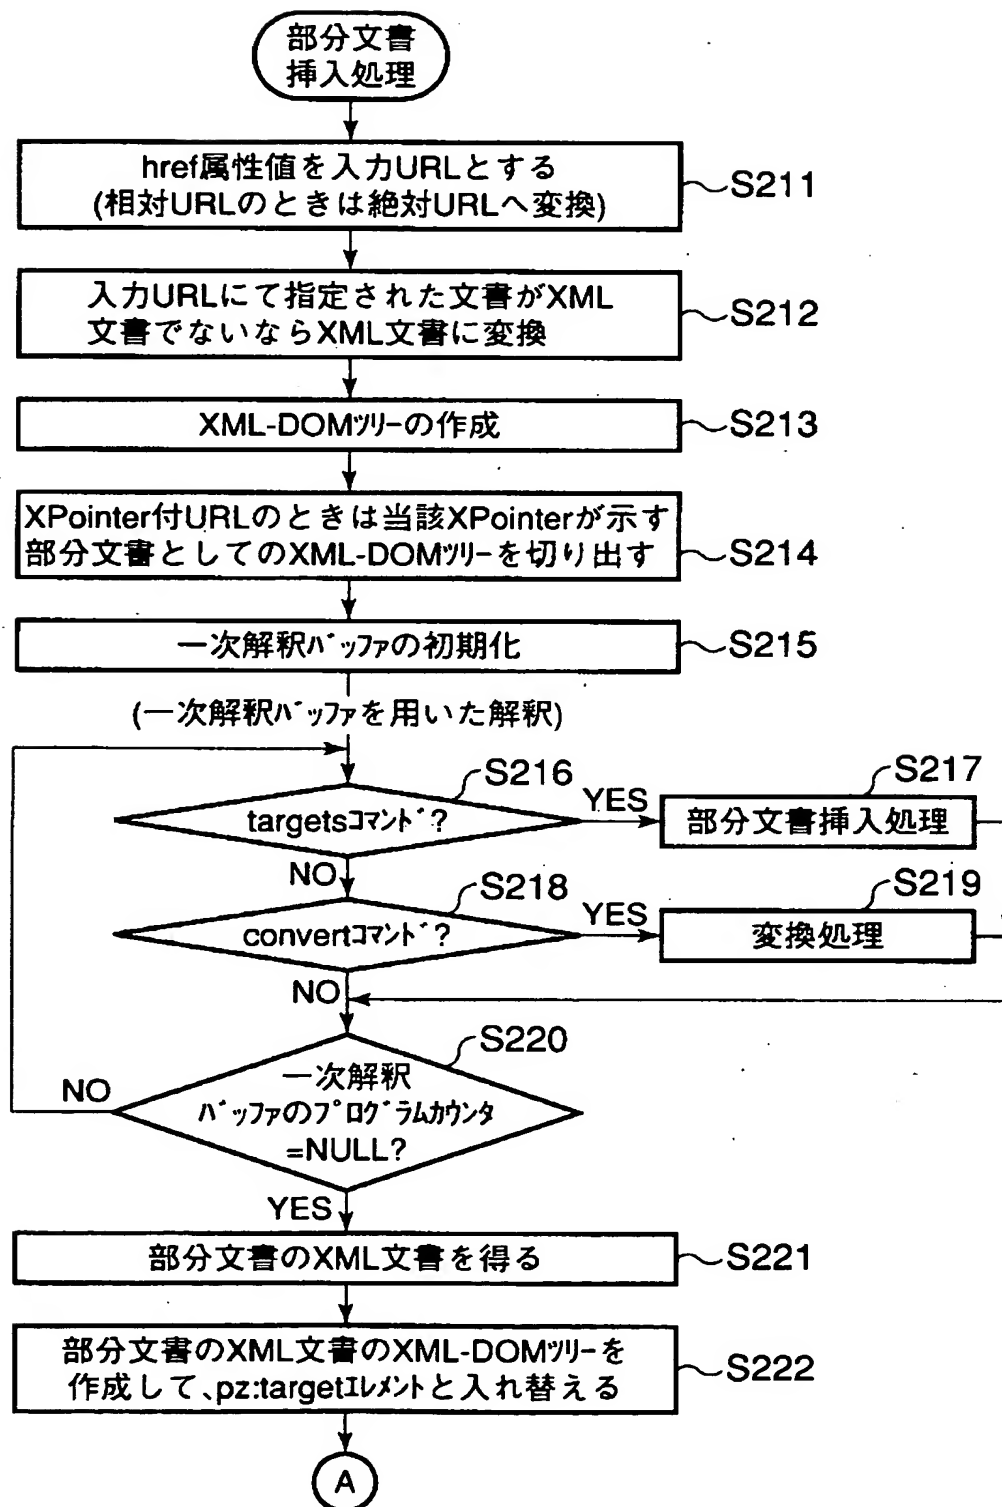 部分文書
挿入処理
href属性値を入力URLとする
(相対URLのときは絶対URLへ変換)
S211
入力URLにて指定された文書がXML
文書でないならXML文書に変換
S212
XML-DOMﾂﾘｰの作成
S213
XPointer付URLのときは当該XPointerが示す
部分文書としてのXML-DOMﾂﾘｰを切り出す
S214
一次解釈ﾊﾞｯﾌｧの初期化
S215
(一次解釈ﾊﾞｯﾌｧを用いた解釈)
S216
targetsｺﾏﾝﾄﾞ?
YES
S217
部分文書挿入処理
NO
S218
convertｺﾏﾝﾄﾞ?
YES
S219
変換処理
NO
S220
一次解釈
ﾊﾞｯﾌｧのﾌﾟﾛｸﾞﾗﾑｶｳﾝﾀ
=NULL?
NO
YES
部分文書のXML文書を得る
S221
部分文書のXML文書のXML-DOMﾂﾘｰを
作成して、pz:targetｴﾚﾒﾝﾄと入れ替える
S222
A